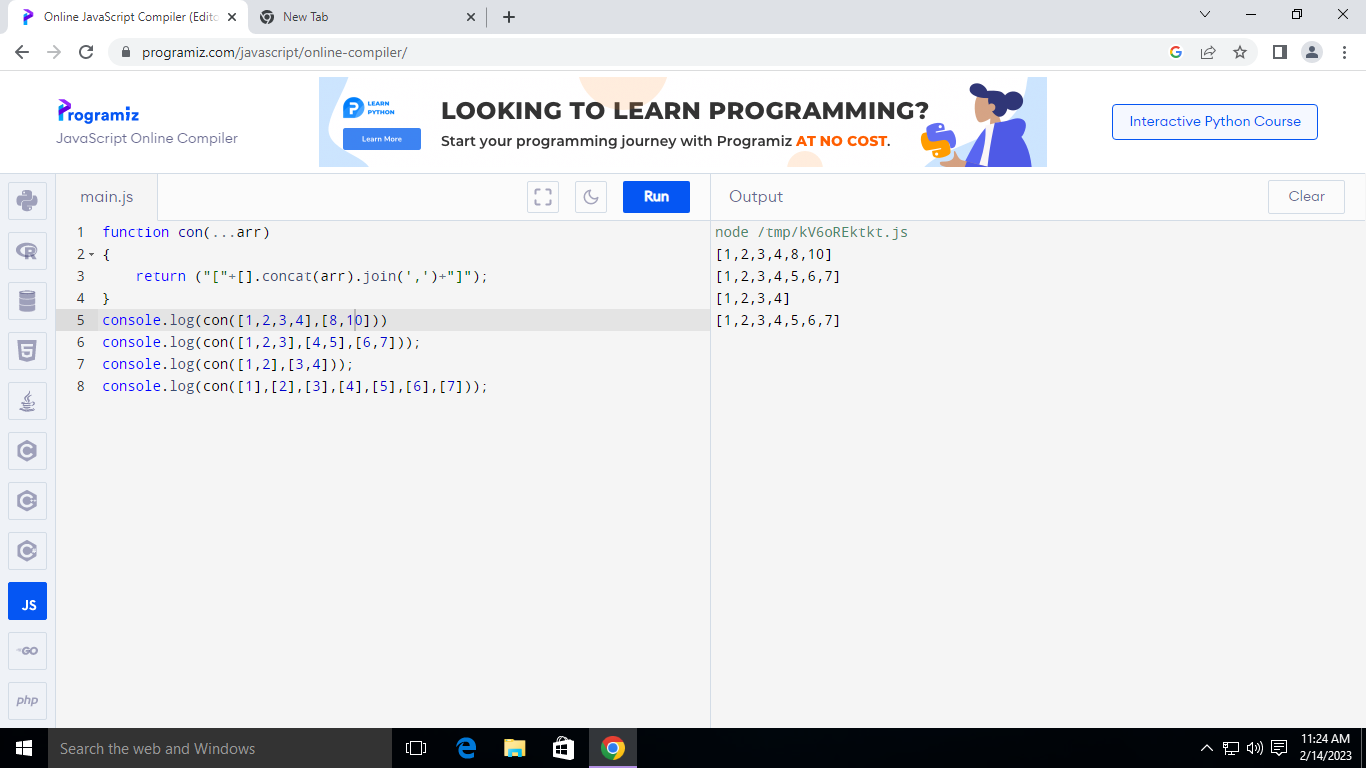 Online JavaScript Compiler (Edito
New Tab
programiz.com/javascript/online-compiler/
Programiz
JavaScript Online Compiler
LEARN
PYTHON
Learn More
LOOKING TO LEARN PROGRAMMING?
Start your programming journey with Programiz AT NO COST.
Interactive Python Course
main.js
Run
Output
Clear
1 function con(...arr)
2 {
3 return ("["+[].concat(arr).join(',')+"]");
4 }
5 console.log(con([1,2,3,4],[8,10]))
6 console.log(con([1,2,3],[4,5],[6,7]));
7 console.log(con([1,2],[3,4]));
8 console.log(con([1],[2],[3],[4],[5],[6],[7]));
node /tmp/kV6oREktkt.js
[1,2,3,4,8,10]
[1,2,3,4,5,6,7]
[1,2,3,4]
[1,2,3,4,5,6,7]
JS
GO
php
Search the web and Windows
11:24 AM
2/14/2023